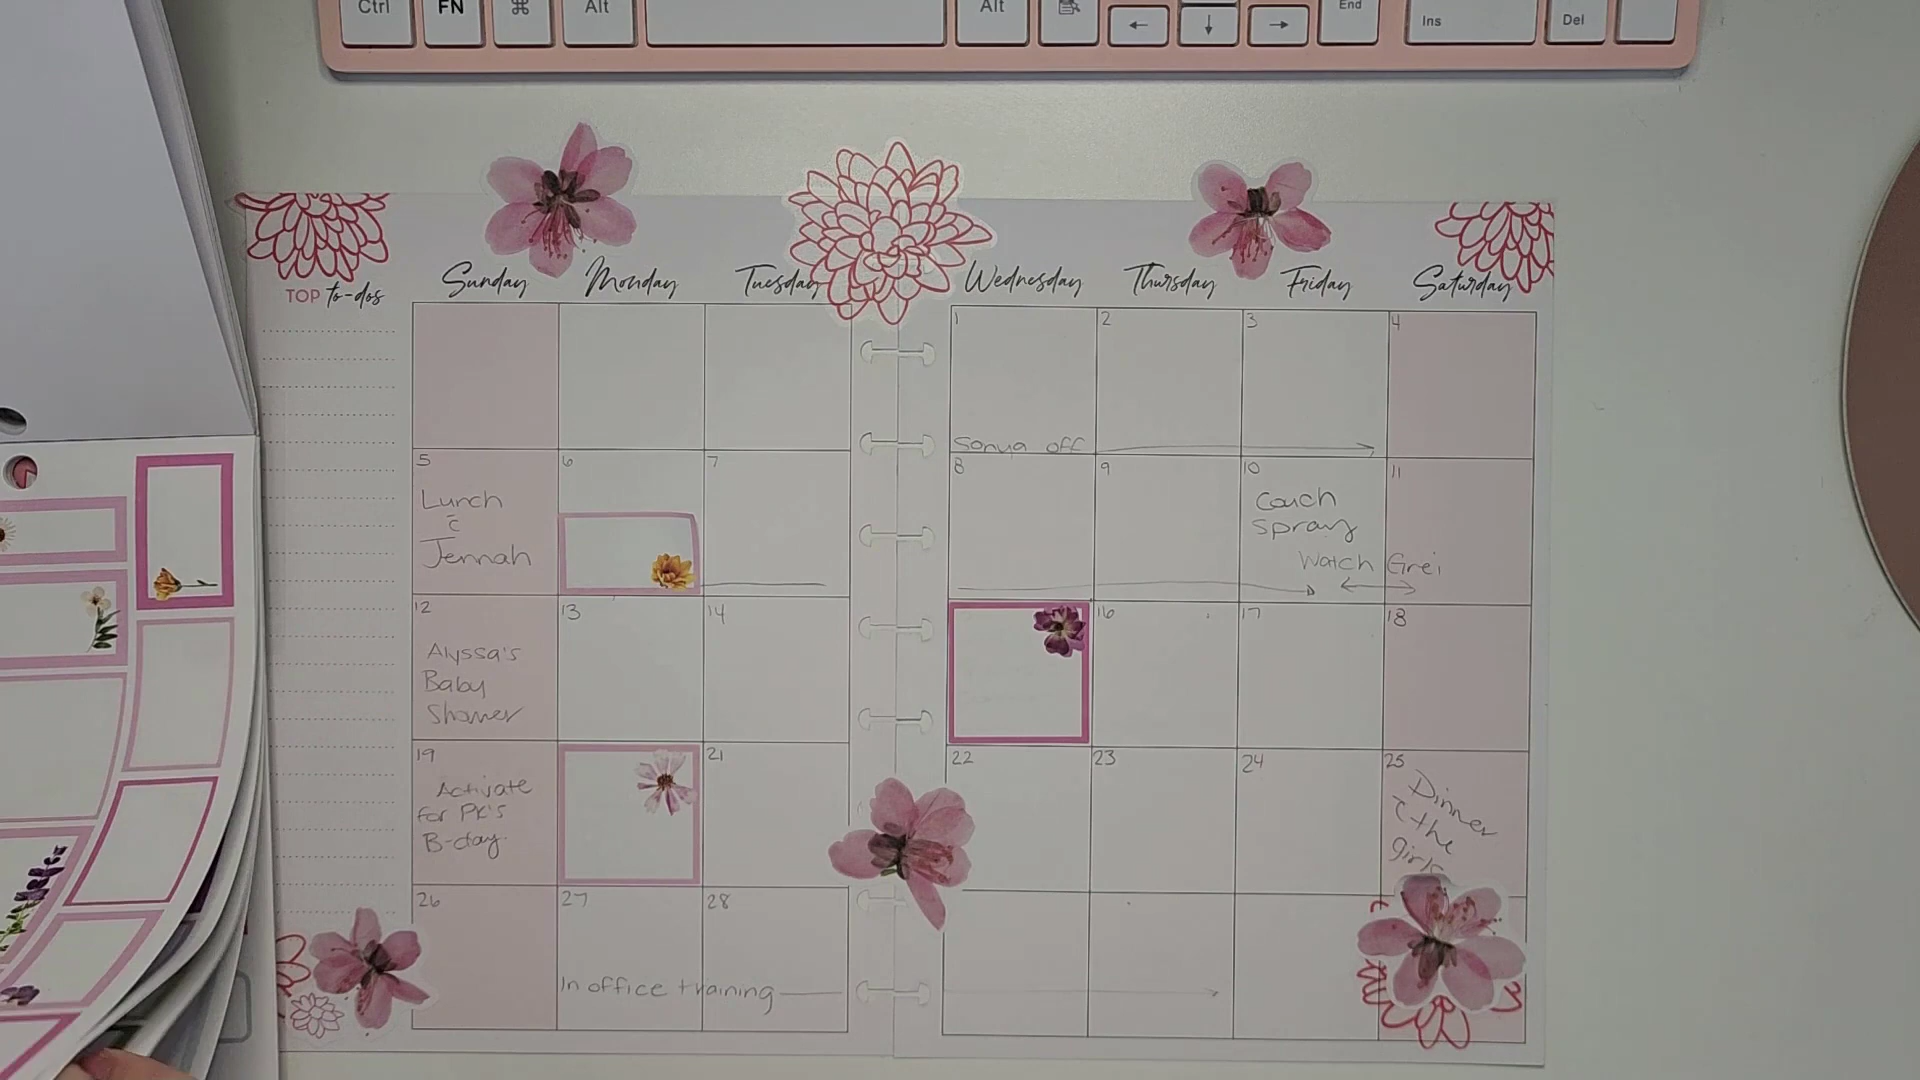 Ctrl FN ⌘ Alt Alt End Ins Del
← ↓ →
TOP to-dos
Sunday Monday Tuesday Wednesday Thursday Friday Saturday
1 2 3 4
Sonya off
5 6 7 8 9 10 11
Lunch
c̄
Jennah
Couch
Spray
Watch Grei
12 13 14 16 17 18
Alyssa's
Baby
Shower
19 21 22 23 24 25
Activate
for PK's
B-day.
Dinner
c̄ the
girls
26 27 28
In office training